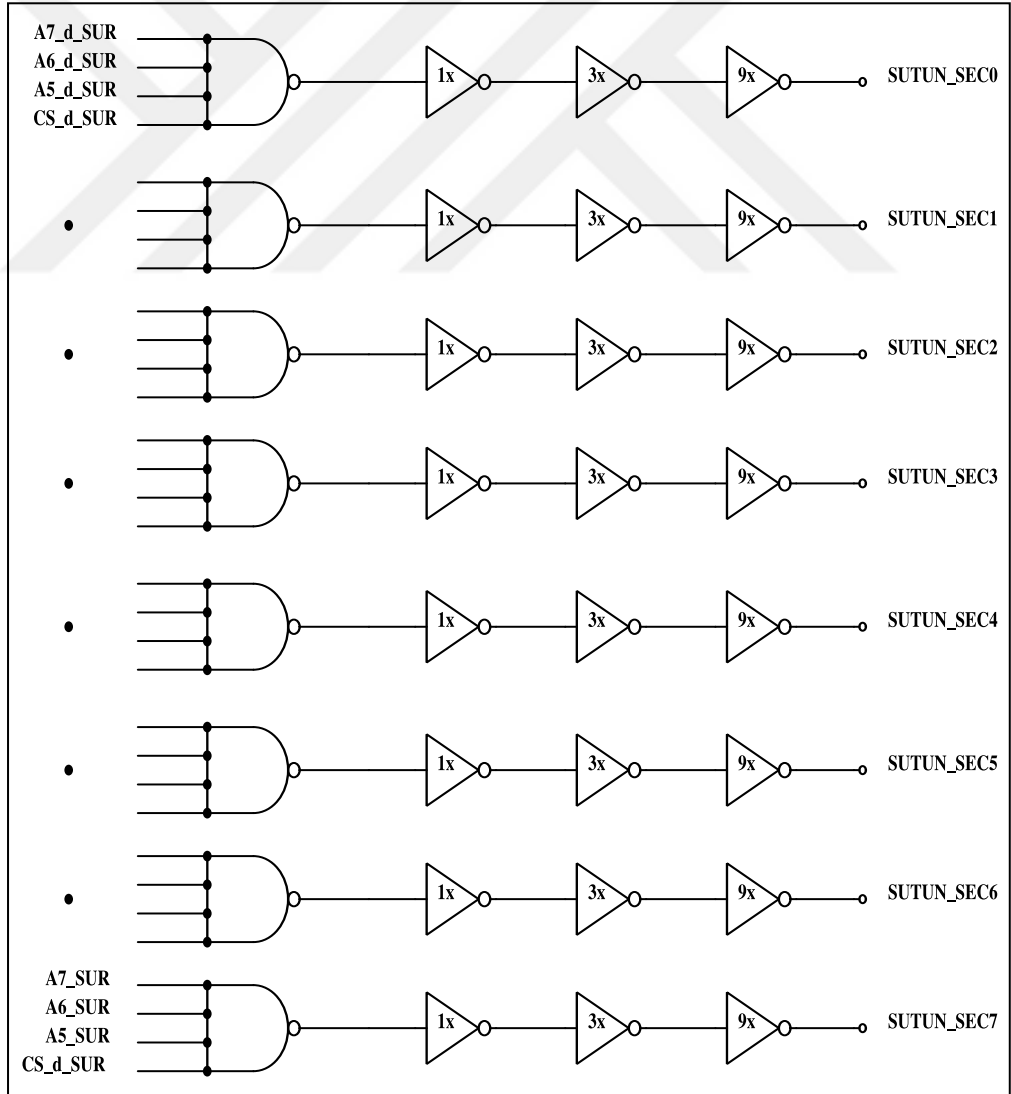 A7_d_SUR
A6_d_SUR
A5_d_SUR
CS_d_SUR
1x 3x 9x SUTUN_SEC0
1x 3x 9x SUTUN_SEC1
1x 3x 9x SUTUN_SEC2
1x 3x 9x SUTUN_SEC3
1x 3x 9x SUTUN_SEC4
1x 3x 9x SUTUN_SEC5
1x 3x 9x SUTUN_SEC6
A7_SUR
A6_SUR
A5_SUR
CS_d_SUR
1x 3x 9x SUTUN_SEC7